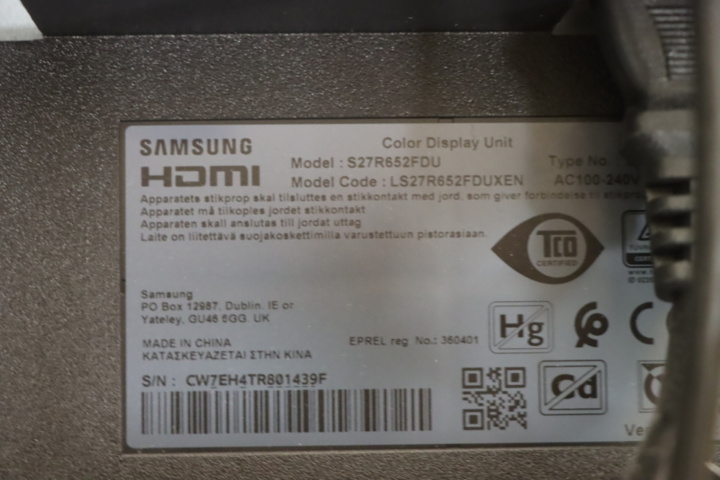 SAMSUNG
Color Display Unit
HDMI
Model : S27R652FDU
Type No.
Model Code : LS27R652FDUXEN
AC100-240V
Apparatets stikprop skal tilsluttes en stikkontakt med jord, som giver forbindelse til
Apparatet må tilkoples jordet stikkontakt
Apparaten skall anslutas till jordat uttag
Laite on liitettävä suojakoskettimilla varustettuun pistorasiaan.
TCO
CERTIFIED
Samsung
PO Box 12987, Dublin. IE or
Yateley, GU46 6GG. UK
Hg
MADE IN CHINA
EPREL reg No.: 360401
ΚΑΤΑΣΚΕΥΑΖΕΤΑΙ ΣΤΗΝ ΚΙΝΑ
S/N : CW7EH4TR801439F
Cd